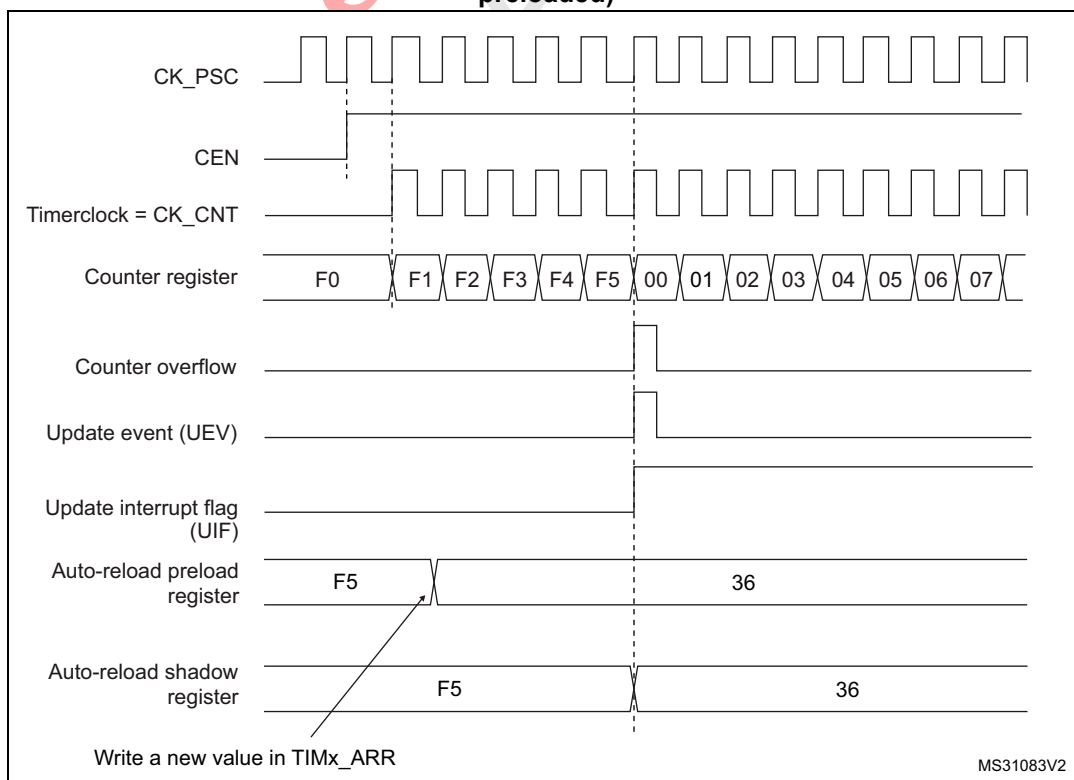 preloaded)
CK_PSC
CEN
Timerclock = CK_CNT
Counter register F0 F1 F2 F3 F4 F5 00 01 02 03 04 05 06 07
Counter overflow
Update event (UEV)
Update interrupt flag
(UIF)
Auto-reload preload
register
F5 36
Auto-reload shadow
register
F5 36
Write a new value in TIMx_ARR
MS31083V2